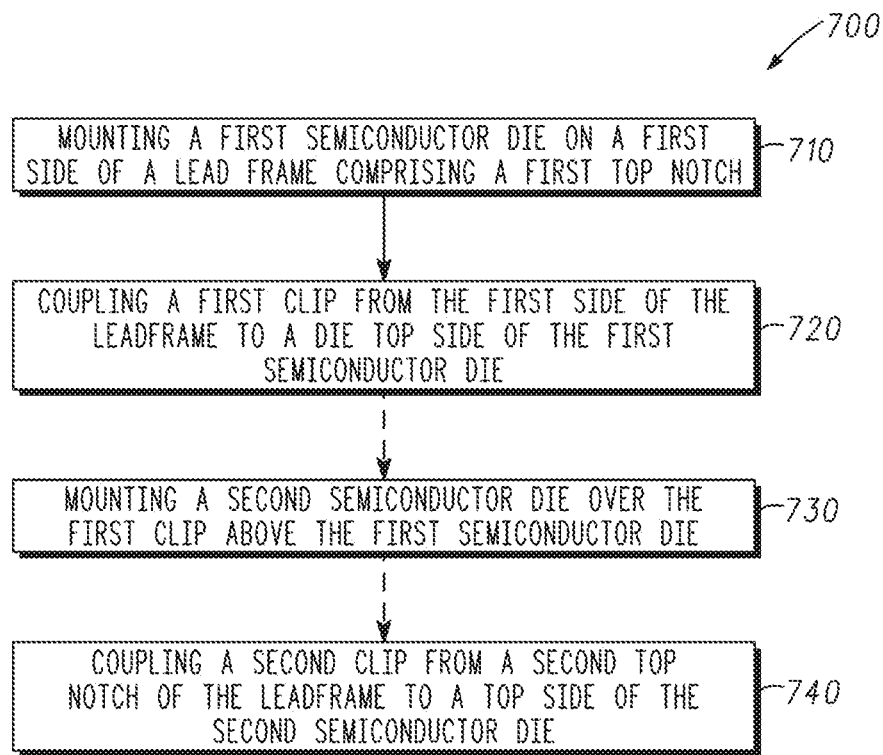 700
MOUNTING A FIRST SEMICONDUCTOR DIE ON A FIRST
SIDE OF A LEAD FRAME COMPRISING A FIRST TOP NOTCH
710
COUPLING A FIRST CLIP FROM THE FIRST SIDE OF THE
LEADFRAME TO A DIE TOP SIDE OF THE FIRST
SEMICONDUCTOR DIE
720
MOUNTING A SECOND SEMICONDUCTOR DIE OVER THE
FIRST CLIP ABOVE THE FIRST SEMICONDUCTOR DIE
730
COUPLING A SECOND CLIP FROM A SECOND TOP
NOTCH OF THE LEADFRAME TO A TOP SIDE OF THE
SECOND SEMICONDUCTOR DIE
740